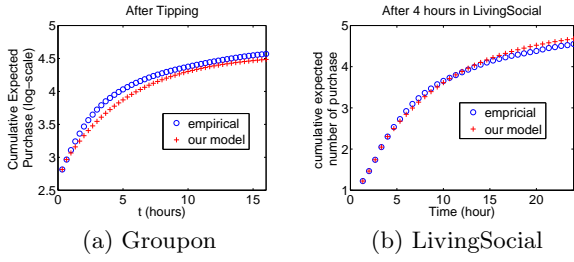 After Tipping
Cumulative Expected
Purchase (log−scale)
5
4.5
4
3.5
3
2.5
0
5
10
15
t (hours)
empirical
our model
(a) Groupon
After 4 hours in LivingSocial
cumulative expected
number of purchase
5
4
3
2
1
0
10
20
Time (hour)
empricical
our model
(b) LivingSocial